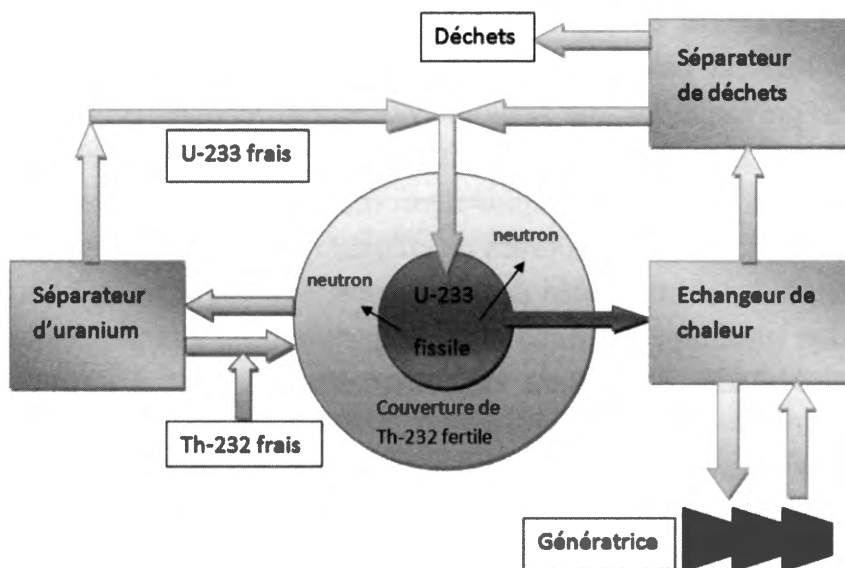 Déchets
Séparateur
de déchets
U-233 frais
neutron
neutron
Séparateur
d'uranium
U-233
fissile
Echangeur de
chaleur
Couverture de
Th-232 fertile
Th-232 frais
Génératrice